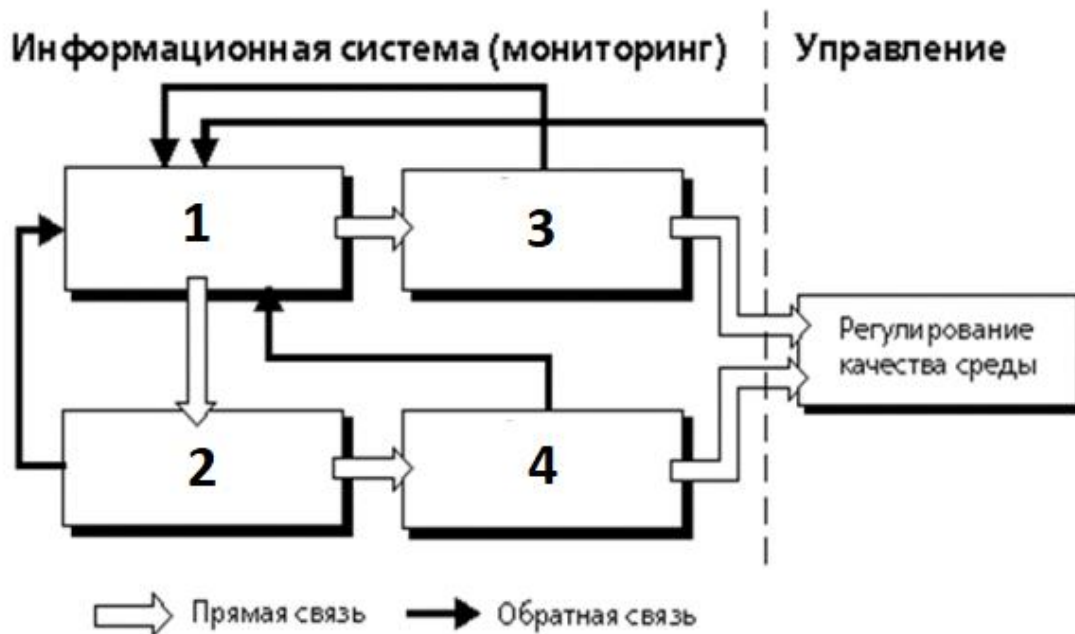 Информационная система (мониторинг)
Управление
1
3
Регулирование
качества среды
2
4
Прямая связь
Обратная связь